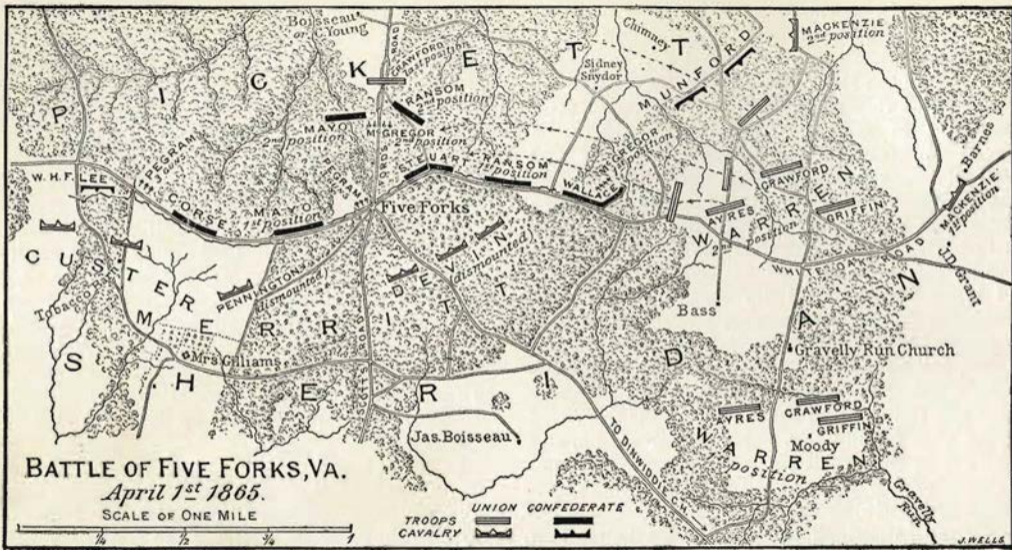 Boisseau
or C. Young
ROAD
CRAWFORD
last position
RANSOM
2nd position
MAYO
2nd position
McGREGOR
2nd position
Chimney
Sidney
Snydor
MUNFORD
MACKENZIE
2nd position
PICKETT
W.H.F. LEE
PEGRAM
CORSE
MAYO
1st position
PEGRAM
FORD'S
STEUART
RANSOM
1st position
WALLACE
McGREGOR
1st position
Five Forks
CRAWFORD
AYRES
GRIFFIN
WARREN
2nd position
WHITE OAK ROAD
Barnes
MACKENZIE
1st position
J.D. Grant
CUSTER
PENNINGTON
(dismounted)
DEVIN
(dismounted)
MERRITT
Mrs Gilliams
Bass
Gravelly Run Church
SHERIDAN
Jas. Boisseau
TO DINWIDDIE C.H.
AYRES
CRAWFORD
GRIFFIN
Moody
WARREN
position
Gravelly
Run
BATTLE OF FIVE FORKS, VA.
April 1st 1865.
SCALE OF ONE MILE
1/4 1/2 3/4 1
UNION CONFEDERATE
TROOPS
CAVALRY
J. WELLS